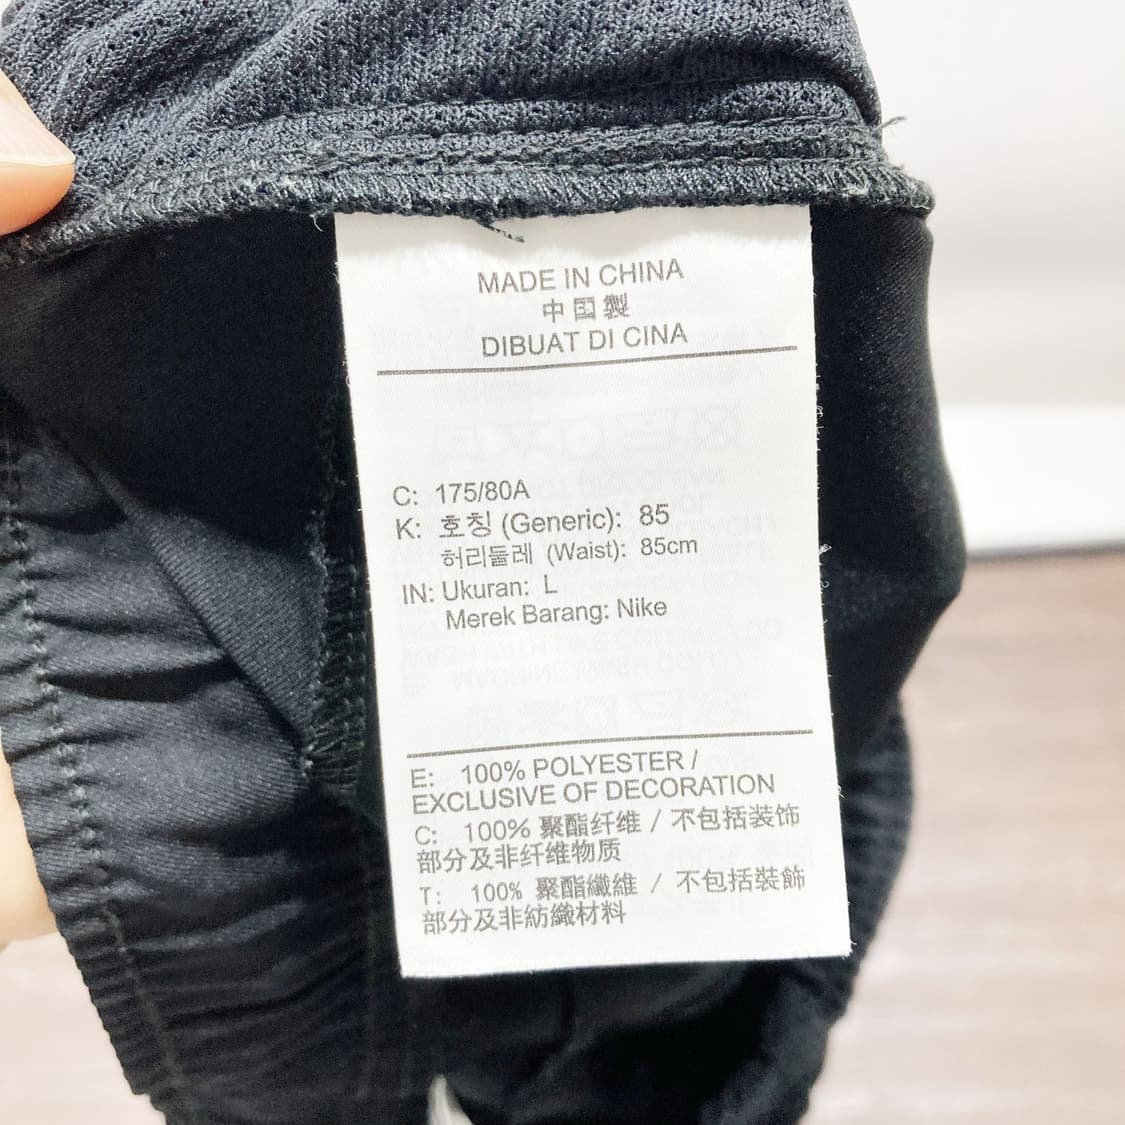 MADE IN CHINA
中国製
DIBUAT DI CINA
C: 175/80A
K: 호칭 (Generic): 85
허리둘레 (Waist): 85cm
IN: Ukuran: L
Merek Barang: Nike
E: 100% POLYESTER /
EXCLUSIVE OF DECORATION
C: 100% 聚酯纤维 / 不包括装饰
部分及非纤维物质
T: 100% 聚酯纖維 / 不包括裝飾
部分及非紡織材料